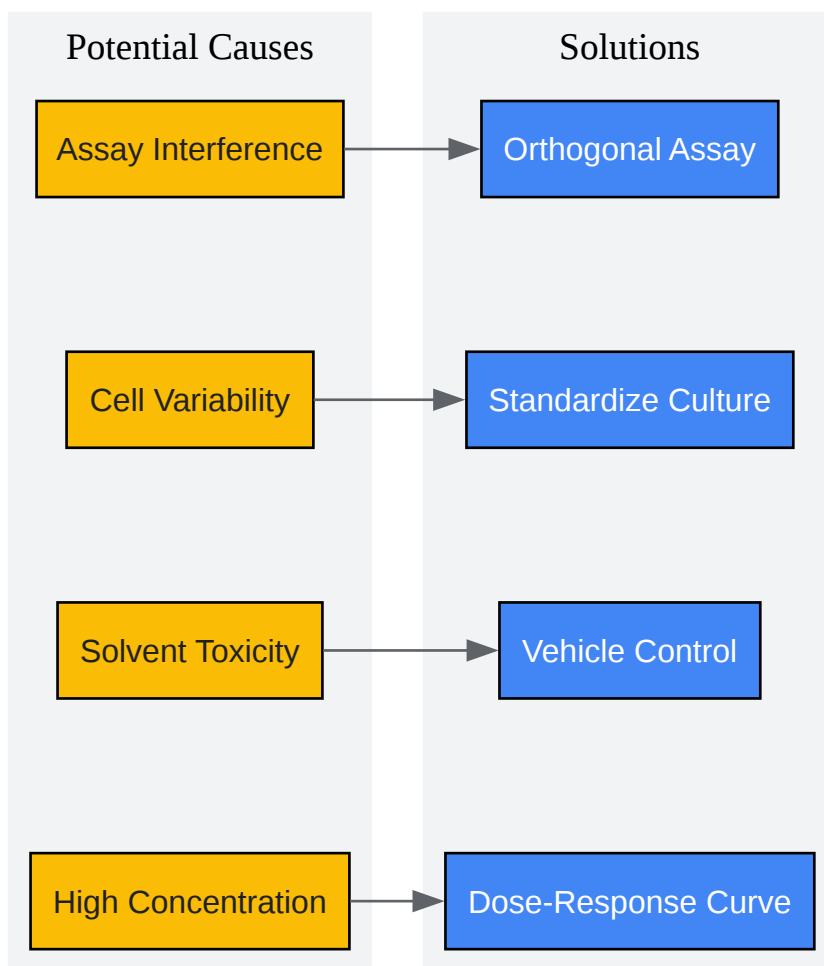 Potential Causes
Solutions
Assay Interference
Orthogonal Assay
Cell Variability
Standardize Culture
Solvent Toxicity
Vehicle Control
High Concentration
Dose-Response Curve